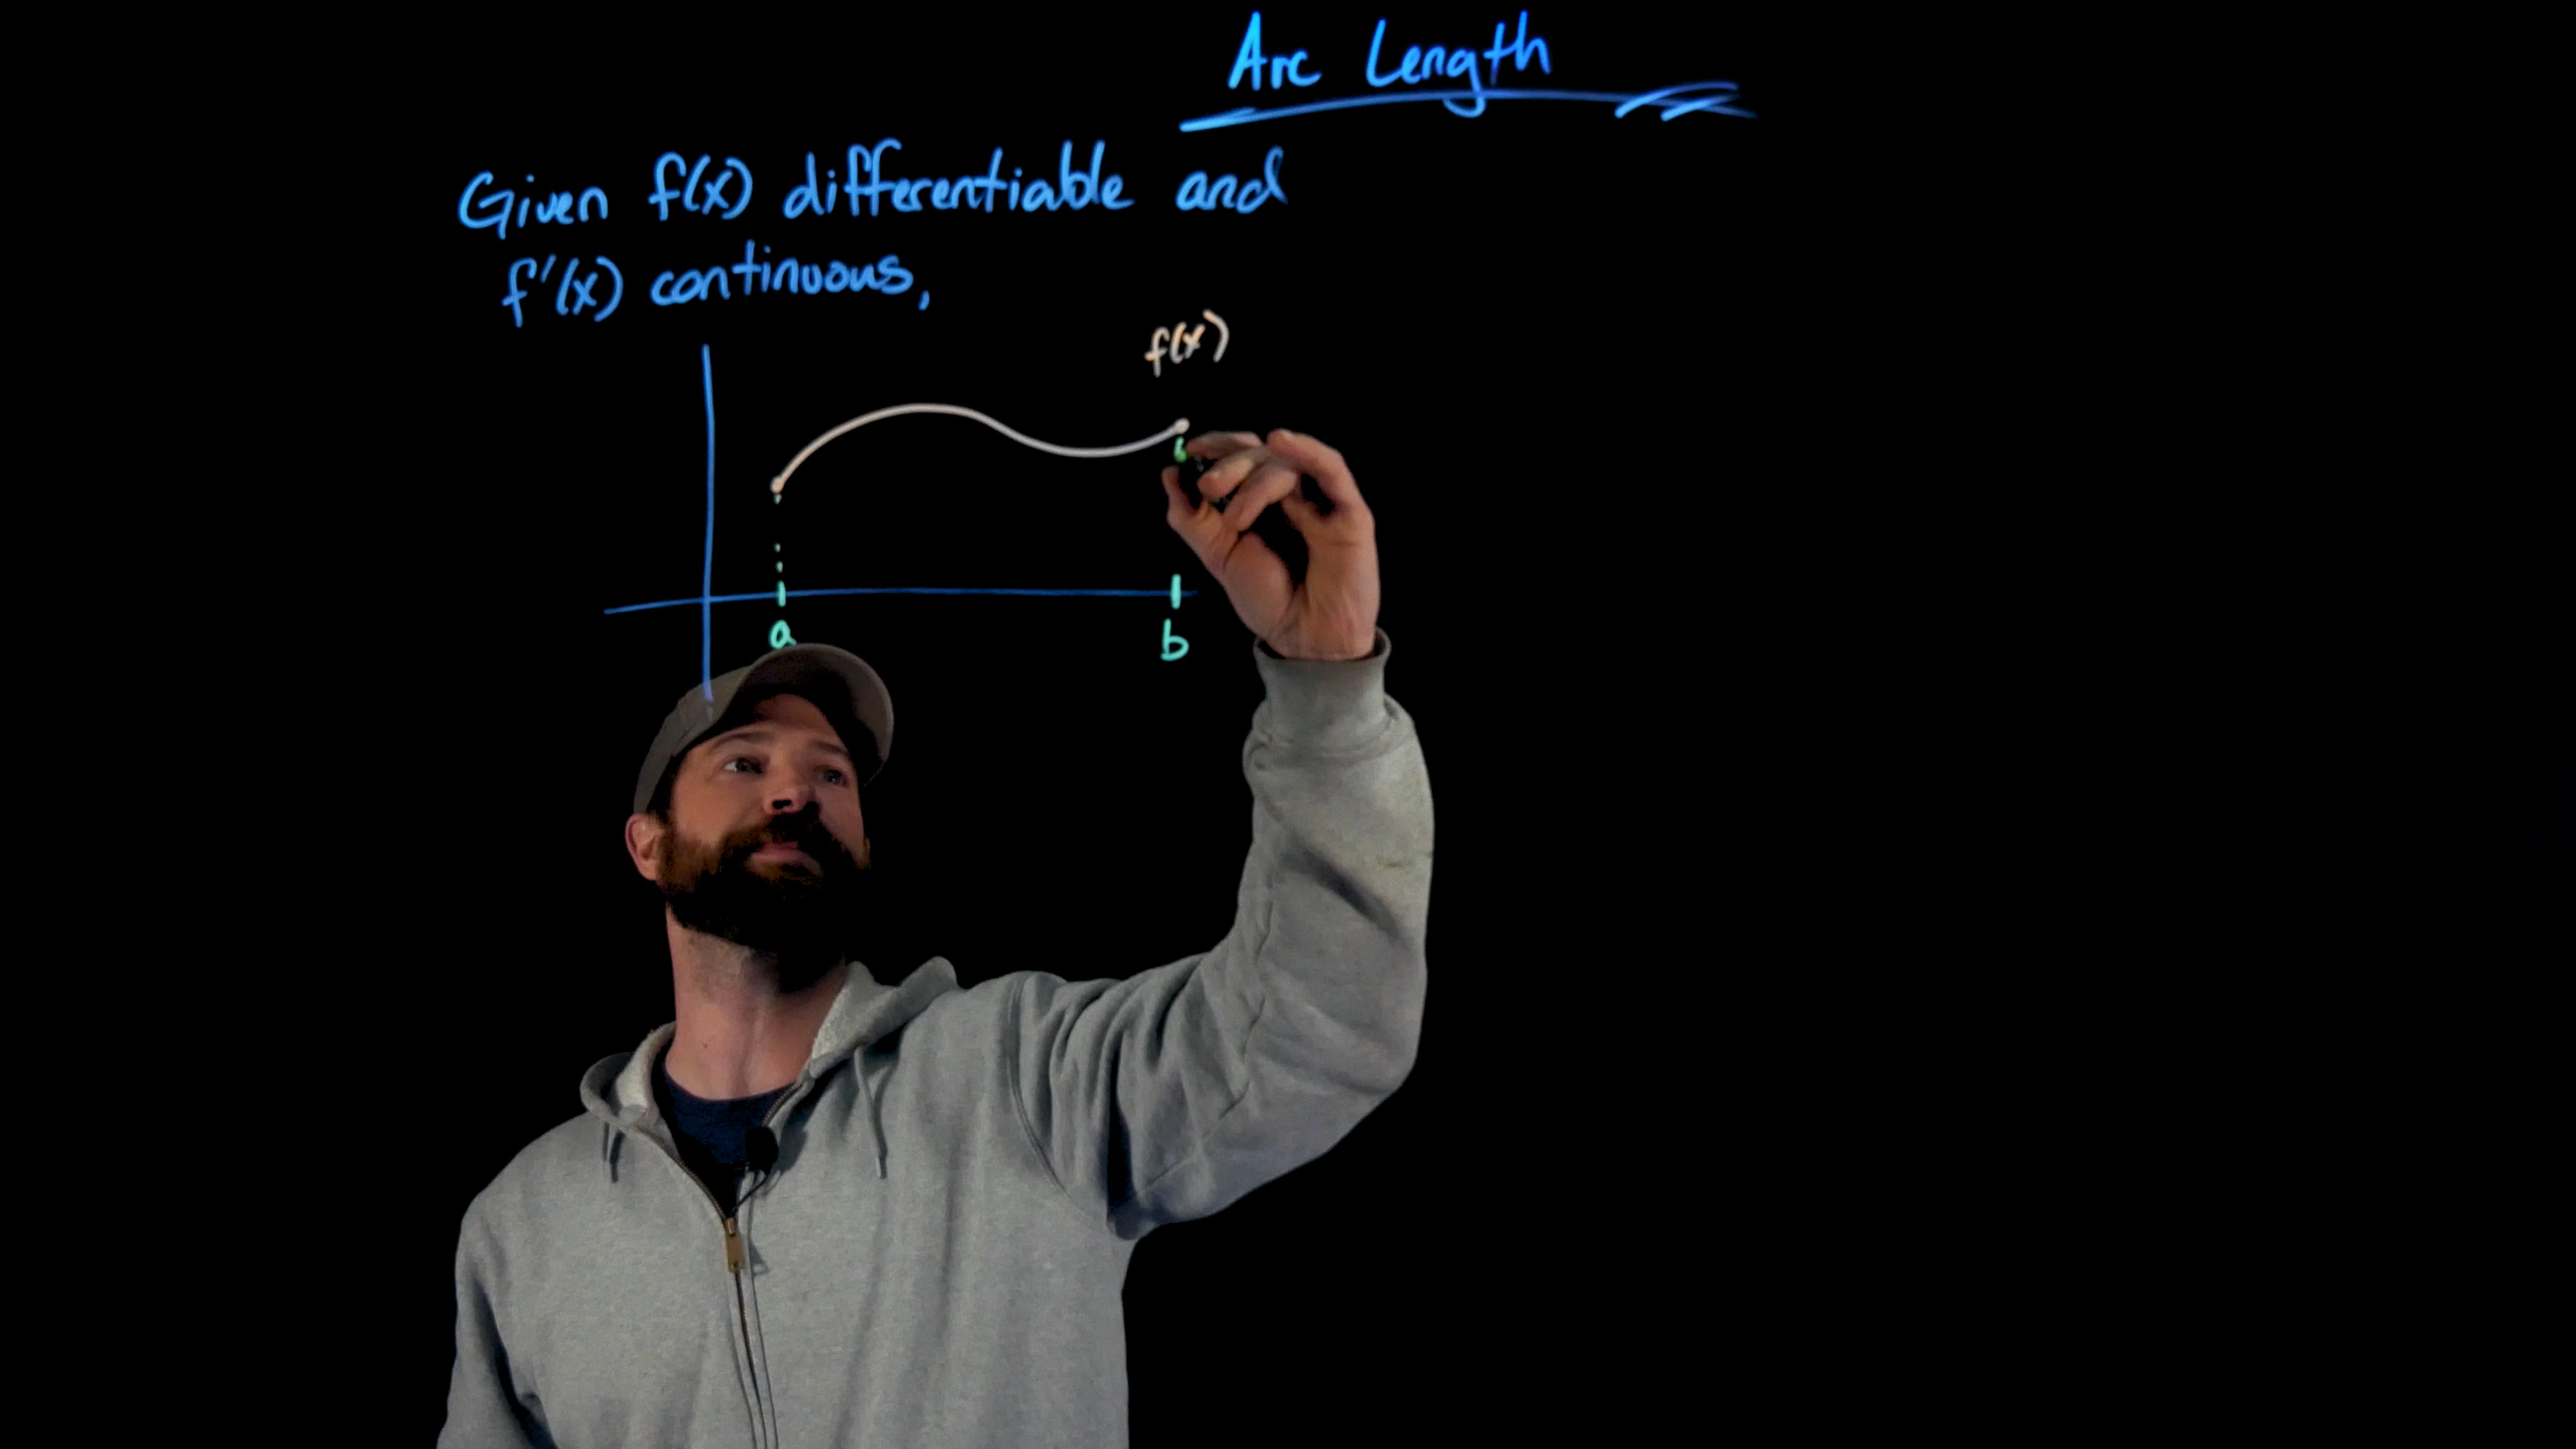 Arc Length
Given f(x) differentiable and
f'(x) continuous,
f(x)
a
b